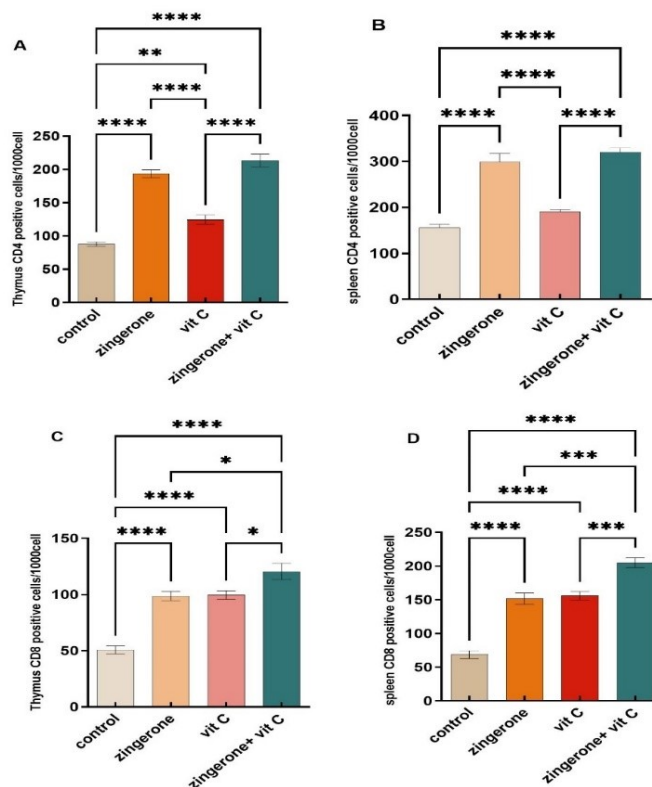 A
****
**
****
****
****
Thymus CD4 positive cells/1000cell
250
200
150
100
50
0
control
zingerone
vit C
zingerone+ vit C
B
****
****
****
****
spleen CD4 positive cells/1000cell
400
300
200
100
0
control
zingerone
vit C
zingerone+ vit C
C
****
*
****
****
*
Thymus CD8 positive cells/1000cell
150
100
50
0
control
zingerone
vit C
zingerone+ vit C
D
****
***
****
****
***
spleen CD8 positive cells/1000cell
250
200
150
100
50
0
control
zingerone
vit C
zingerone+ vit C